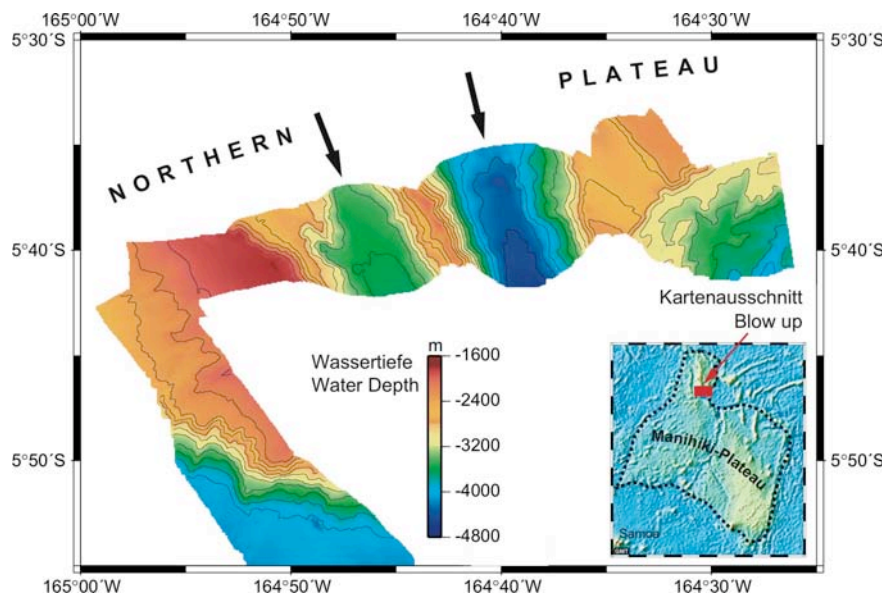 165°00′W 164°50′W 164°40′W 164°30′W
5°30′S 5°30′S
PLATEAU
NORTHERN
5°40′S 5°40′S
Kartenausschnitt
Blow up
Wassertiefe
Water Depth
m
-1600
-2400
-3200
-4000
-4800
Manihiki-Plateau
Samoa
GMT
5°50′S 5°50′S
165°00′W 164°50′W 164°40′W 164°30′W